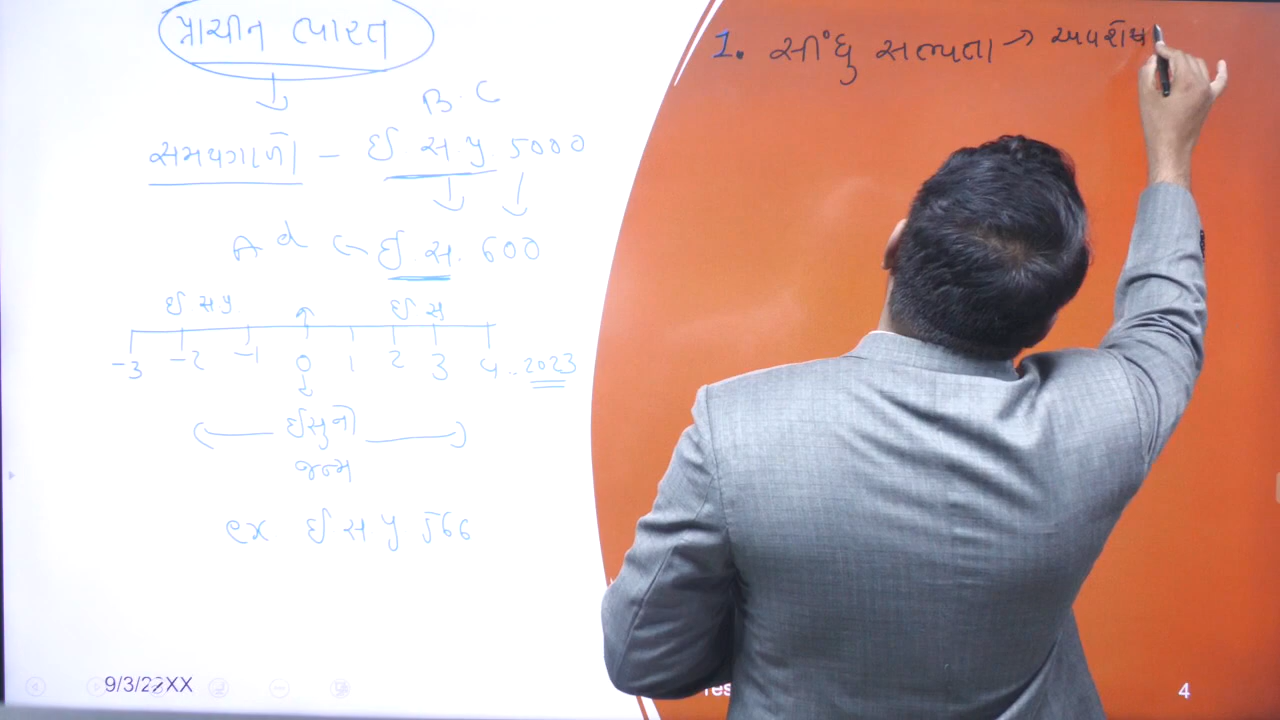 પ્રાચીન ભારત
B. C
સમયગાળો - ઈ સ. પુ. 5000
A d ઈ. સ. 600
ઈ સ પુ ઈ સ
-3 -2 -1 0 1 2 3 4 .. 2023
ઈસુનો
જન્મ
ex ઈ સ પુ 566
9/3/23XX
1. સીંધુ સભ્યતા → અવશેષ
4